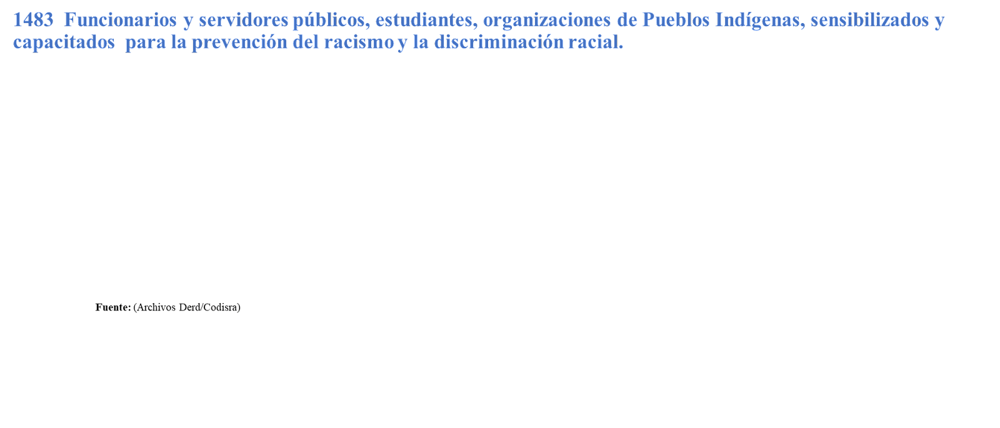 1483  Funcionarios y servidores públicos, estudiantes, organizaciones de Pueblos Indígenas, sensibilizados y
capacitados  para la prevención del racismo y la discriminación racial.
Fuente: (Archivos Derd/Codisra)